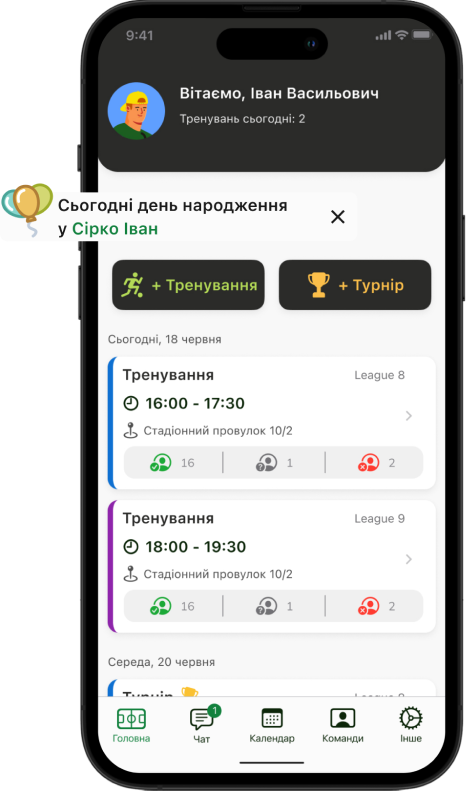 9:41
Вітаємо, Іван Васильович
Тренувань сьогодні: 2
Сьогодні день народження
у Сірко Іван
+ Тренування
+ Турнір
Сьогодні, 18 червня
Тренування
League 8
16:00 - 17:30
Стадіонний провулок 10/2
16
1
2
Тренування
League 9
18:00 - 19:30
Стадіонний провулок 10/2
16
1
2
Середа, 20 червня
Турнір
1
Головна
Чат
Календар
Команди
Інше